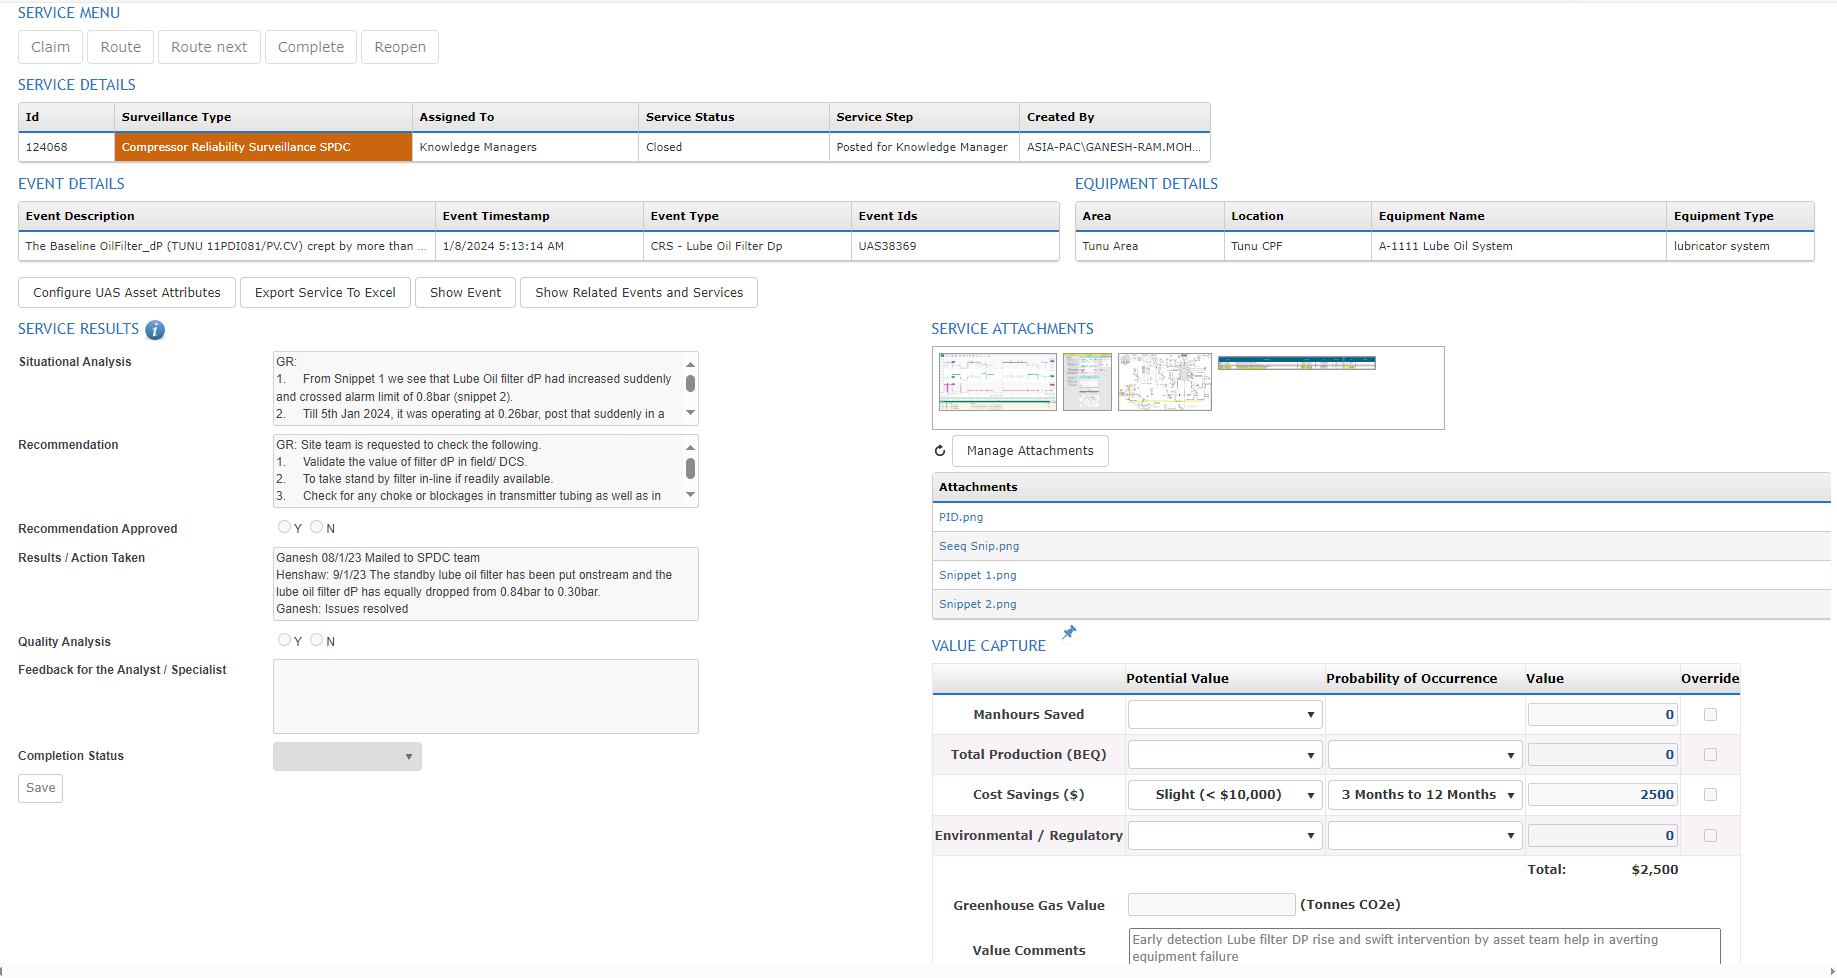 SERVICE MENU
Claim Route Route next Complete Reopen
SERVICE DETAILS
Id Surveillance Type Assigned To Service Status Service Step Created By
124068 Compressor Reliability Surveillance SPDC Knowledge Managers Closed Posted for Knowledge Manager ASIA-PAC\GANESH-RAM.MOH...
EVENT DETAILS
Event Description Event Timestamp Event Type Event Ids
The Baseline OilFilter_dP (TUNU 11PDI081/PV.CV) crept by more than ... 1/8/2024 5:13:14 AM CRS - Lube Oil Filter Dp UAS38369
EQUIPMENT DETAILS
Area Location Equipment Name Equipment Type
Tunu Area Tunu CPF A-1111 Lube Oil System lubricator system
Configure UAS Asset Attributes Export Service To Excel Show Event Show Related Events and Services
SERVICE RESULTS i
Situational Analysis
GR:
1. From Snippet 1 we see that Lube Oil filter dP had increased suddenly
and crossed alarm limit of 0.8bar (snippet 2).
2. Till 5th Jan 2024, it was operating at 0.26bar, post that suddenly in a
Recommendation
GR: Site team is requested to check the following.
1. Validate the value of filter dP in field/ DCS.
2. To take stand by filter in-line if readily available.
3. Check for any choke or blockages in transmitter tubing as well as in
Recommendation Approved Y N
Results / Action Taken
Ganesh 08/1/23 Mailed to SPDC team
Henshaw: 9/1/23 The standby lube oil filter has been put onstream and the
lube oil filter dP has equally dropped from 0.84bar to 0.30bar.
Ganesh: Issues resolved
Quality Analysis Y N
Feedback for the Analyst / Specialist
Completion Status
Save
SERVICE ATTACHMENTS
Manage Attachments
Attachments
PID.png
Seeq Snip.png
Snippet 1.png
Snippet 2.png
VALUE CAPTURE
Potential Value Probability of Occurrence Value Override
Manhours Saved 0
Total Production (BEQ) 0
Cost Savings ($) Slight (< $10,000) 3 Months to 12 Months 2500
Environmental / Regulatory 0
Total: $2,500
Greenhouse Gas Value (Tonnes CO2e)
Value Comments
Early detection Lube filter DP rise and swift intervention by asset team help in averting
equipment failure